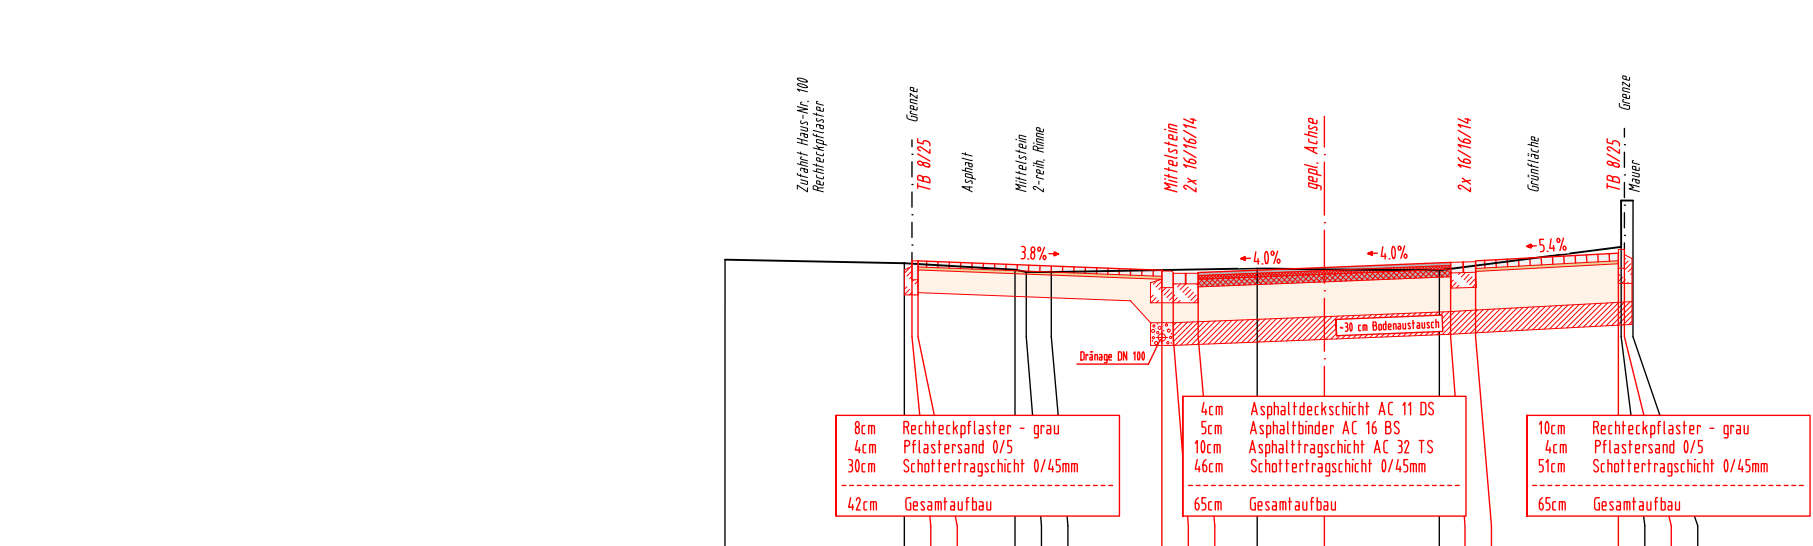 Zufahrt Haus-Nr. 100
Rechteckpflaster
Grenze
TB 8/25
Asphalt
Mittelstein
2-reih. Rinne
Mittelstein
2x 16/16/14
gepl. Achse
2x 16/16/14
Grünfläche
TB 8/25
Grenze
Mauer
3.8%
4.0%
4.0%
5.4%
~30 cm Bodenaustausch
Dränage DN 100
8cm Rechteckpflaster - grau
4cm Pflastersand 0/5
30cm Schottertragschicht 0/45mm
42cm Gesamtaufbau
4cm Asphaltdeckschicht AC 11 DS
5cm Asphaltbinder AC 16 BS
10cm Asphalttragschicht AC 32 TS
46cm Schottertragschicht 0/45mm
65cm Gesamtaufbau
10cm Rechteckpflaster - grau
4cm Pflastersand 0/5
51cm Schottertragschicht 0/45mm
65cm Gesamtaufbau